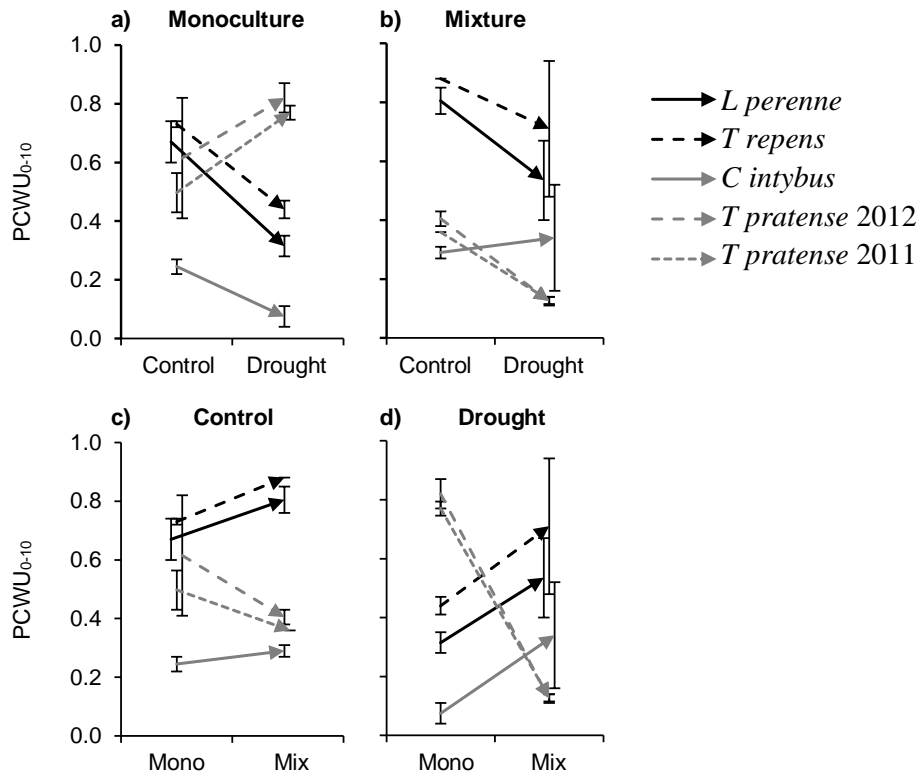 a) Monoculture
b) Mixture
1.0
0.8
0.6
0.4
0.2
0.0
PCWU0-10
Control Drought
Control Drought
L perenne
T repens
C intybus
T pratense 2012
T pratense 2011
c) Control
d) Drought
1.0
0.8
0.6
0.4
0.2
0.0
PCWU0-10
Mono Mix
Mono Mix